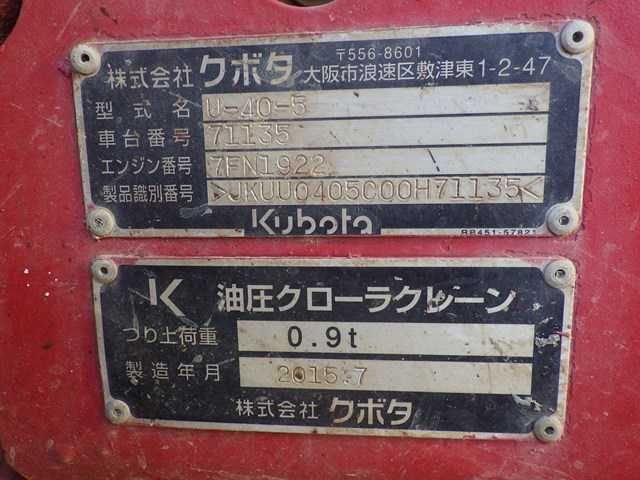 〒556-8601
株式会社 クボタ 大阪市浪速区敷津東1-2-47
型式名 U-40-5
車台番号 71135
エンジン番号 7FN1922
製品識別番号 >JKUU0405C00H71135<
Kubota
RB451-57821
K 油圧クローラクレーン
つり上荷重 0.9t
製造年月 2015.7
株式会社 クボタ